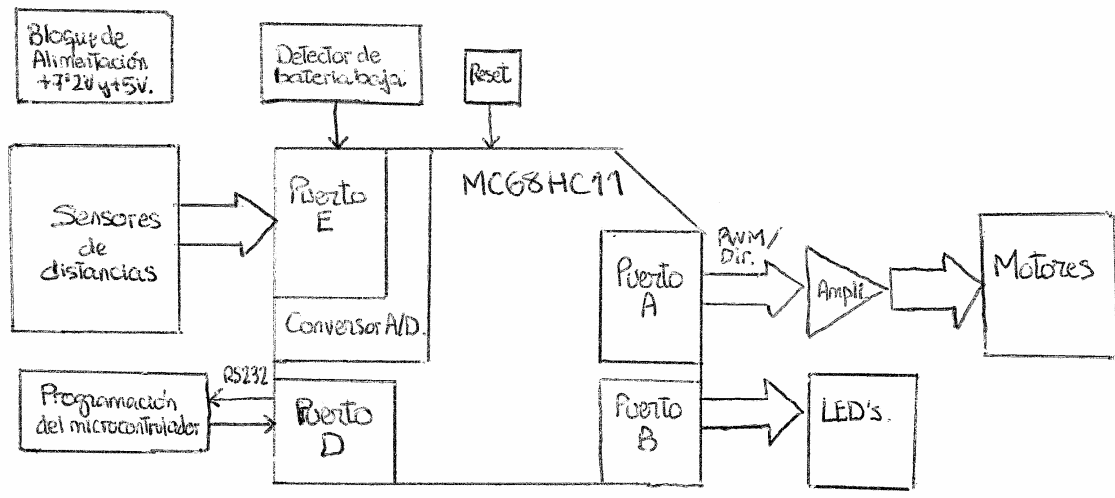 Bloque de
Alimentación
+7'2V y +5V.
Detector de
batería baja
Reset
MC68HC11
Puerto
E
Sensores
de
distancias
Conversor A/D.
PWM/
Dir.
Puerto
A
Ampli.
Motores
RS232
Programación
del microcontrolador
Puerto
D
Puerto
B
LED's.